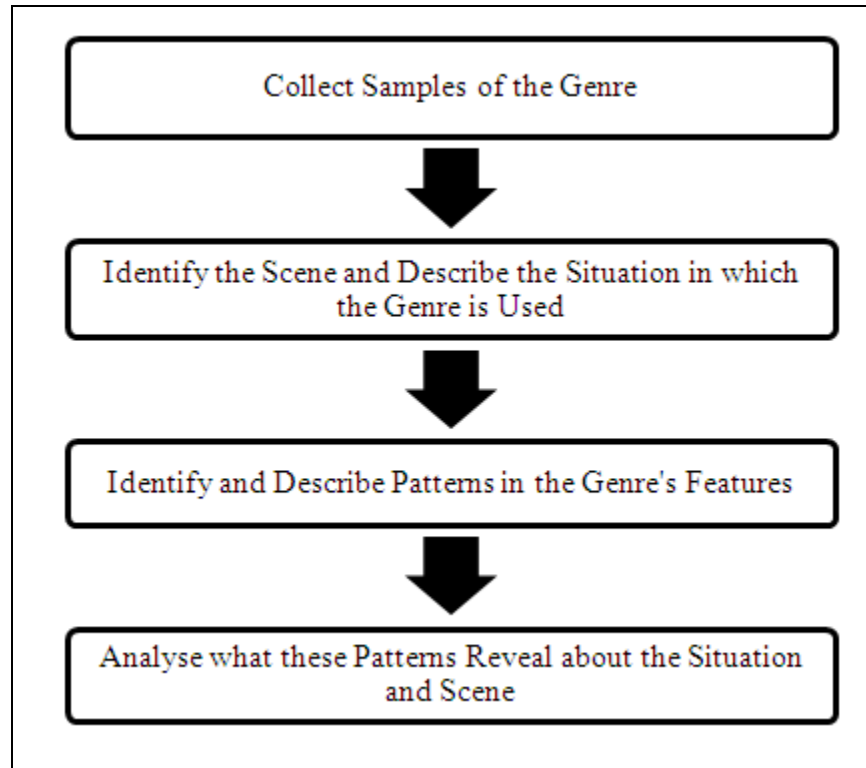 Collect Samples of the Genre
Identify the Scene and Describe the Situation in which
the Genre is Used
Identify and Describe Patterns in the Genre's Features
Analyse what these Patterns Reveal about the Situation
and Scene